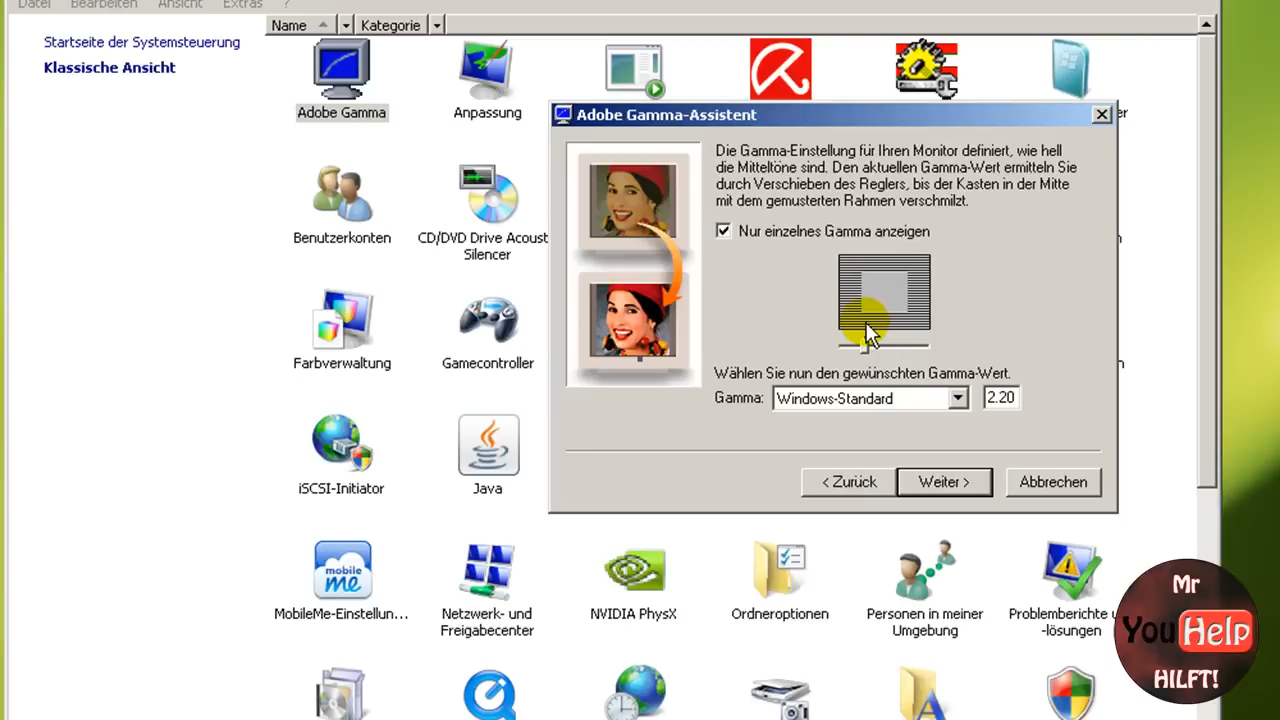 Datei Bearbeiten Ansicht Extras ?
Name Kategorie
Startseite der Systemsteuerung
Klassische Ansicht
Adobe Gamma
Anpassung
Adobe Gamma-Assistent
Die Gamma-Einstellung für Ihren Monitor definiert, wie hell
die Mitteltöne sind. Den aktuellen Gamma-Wert ermitteln Sie
durch Verschieben des Reglers, bis der Kasten in der Mitte
mit dem gemusterten Rahmen verschmilzt.
Nur einzelnes Gamma anzeigen
Wählen Sie nun den gewünschten Gamma-Wert.
Gamma: Windows-Standard 2.20
< Zurück Weiter > Abbrechen
Benutzerkonten
CD/DVD Drive Acoust
Silencer
Farbverwaltung
Gamecontroller
iSCSI-Initiator
Java
mobile
me
MobileMe-Einstellun...
Netzwerk- und
Freigabecenter
NVIDIA PhysX
Ordneroptionen
Personen in meiner
Umgebung
Problemberichte
-lösungen
Mr
YouHelp
HILFT!